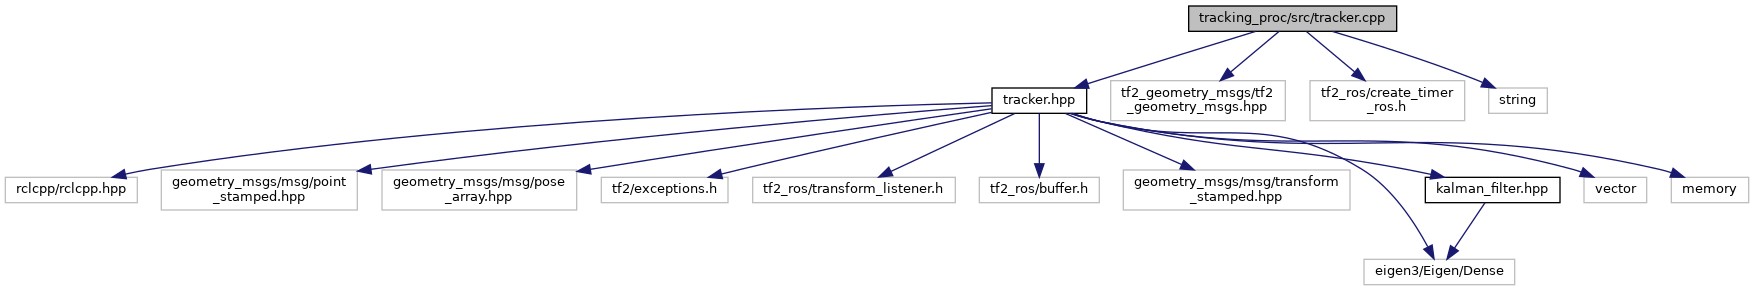 tracking_proc/src/tracker.cpp
tracker.hpp
tf2_geometry_msgs/tf2
_geometry_msgs.hpp
tf2_ros/create_timer
_ros.h
string
rclcpp/rclcpp.hpp
geometry_msgs/msg/point
_stamped.hpp
geometry_msgs/msg/pose
_array.hpp
tf2/exceptions.h
tf2_ros/transform_listener.h
tf2_ros/buffer.h
geometry_msgs/msg/transform
_stamped.hpp
kalman_filter.hpp
vector
memory
eigen3/Eigen/Dense